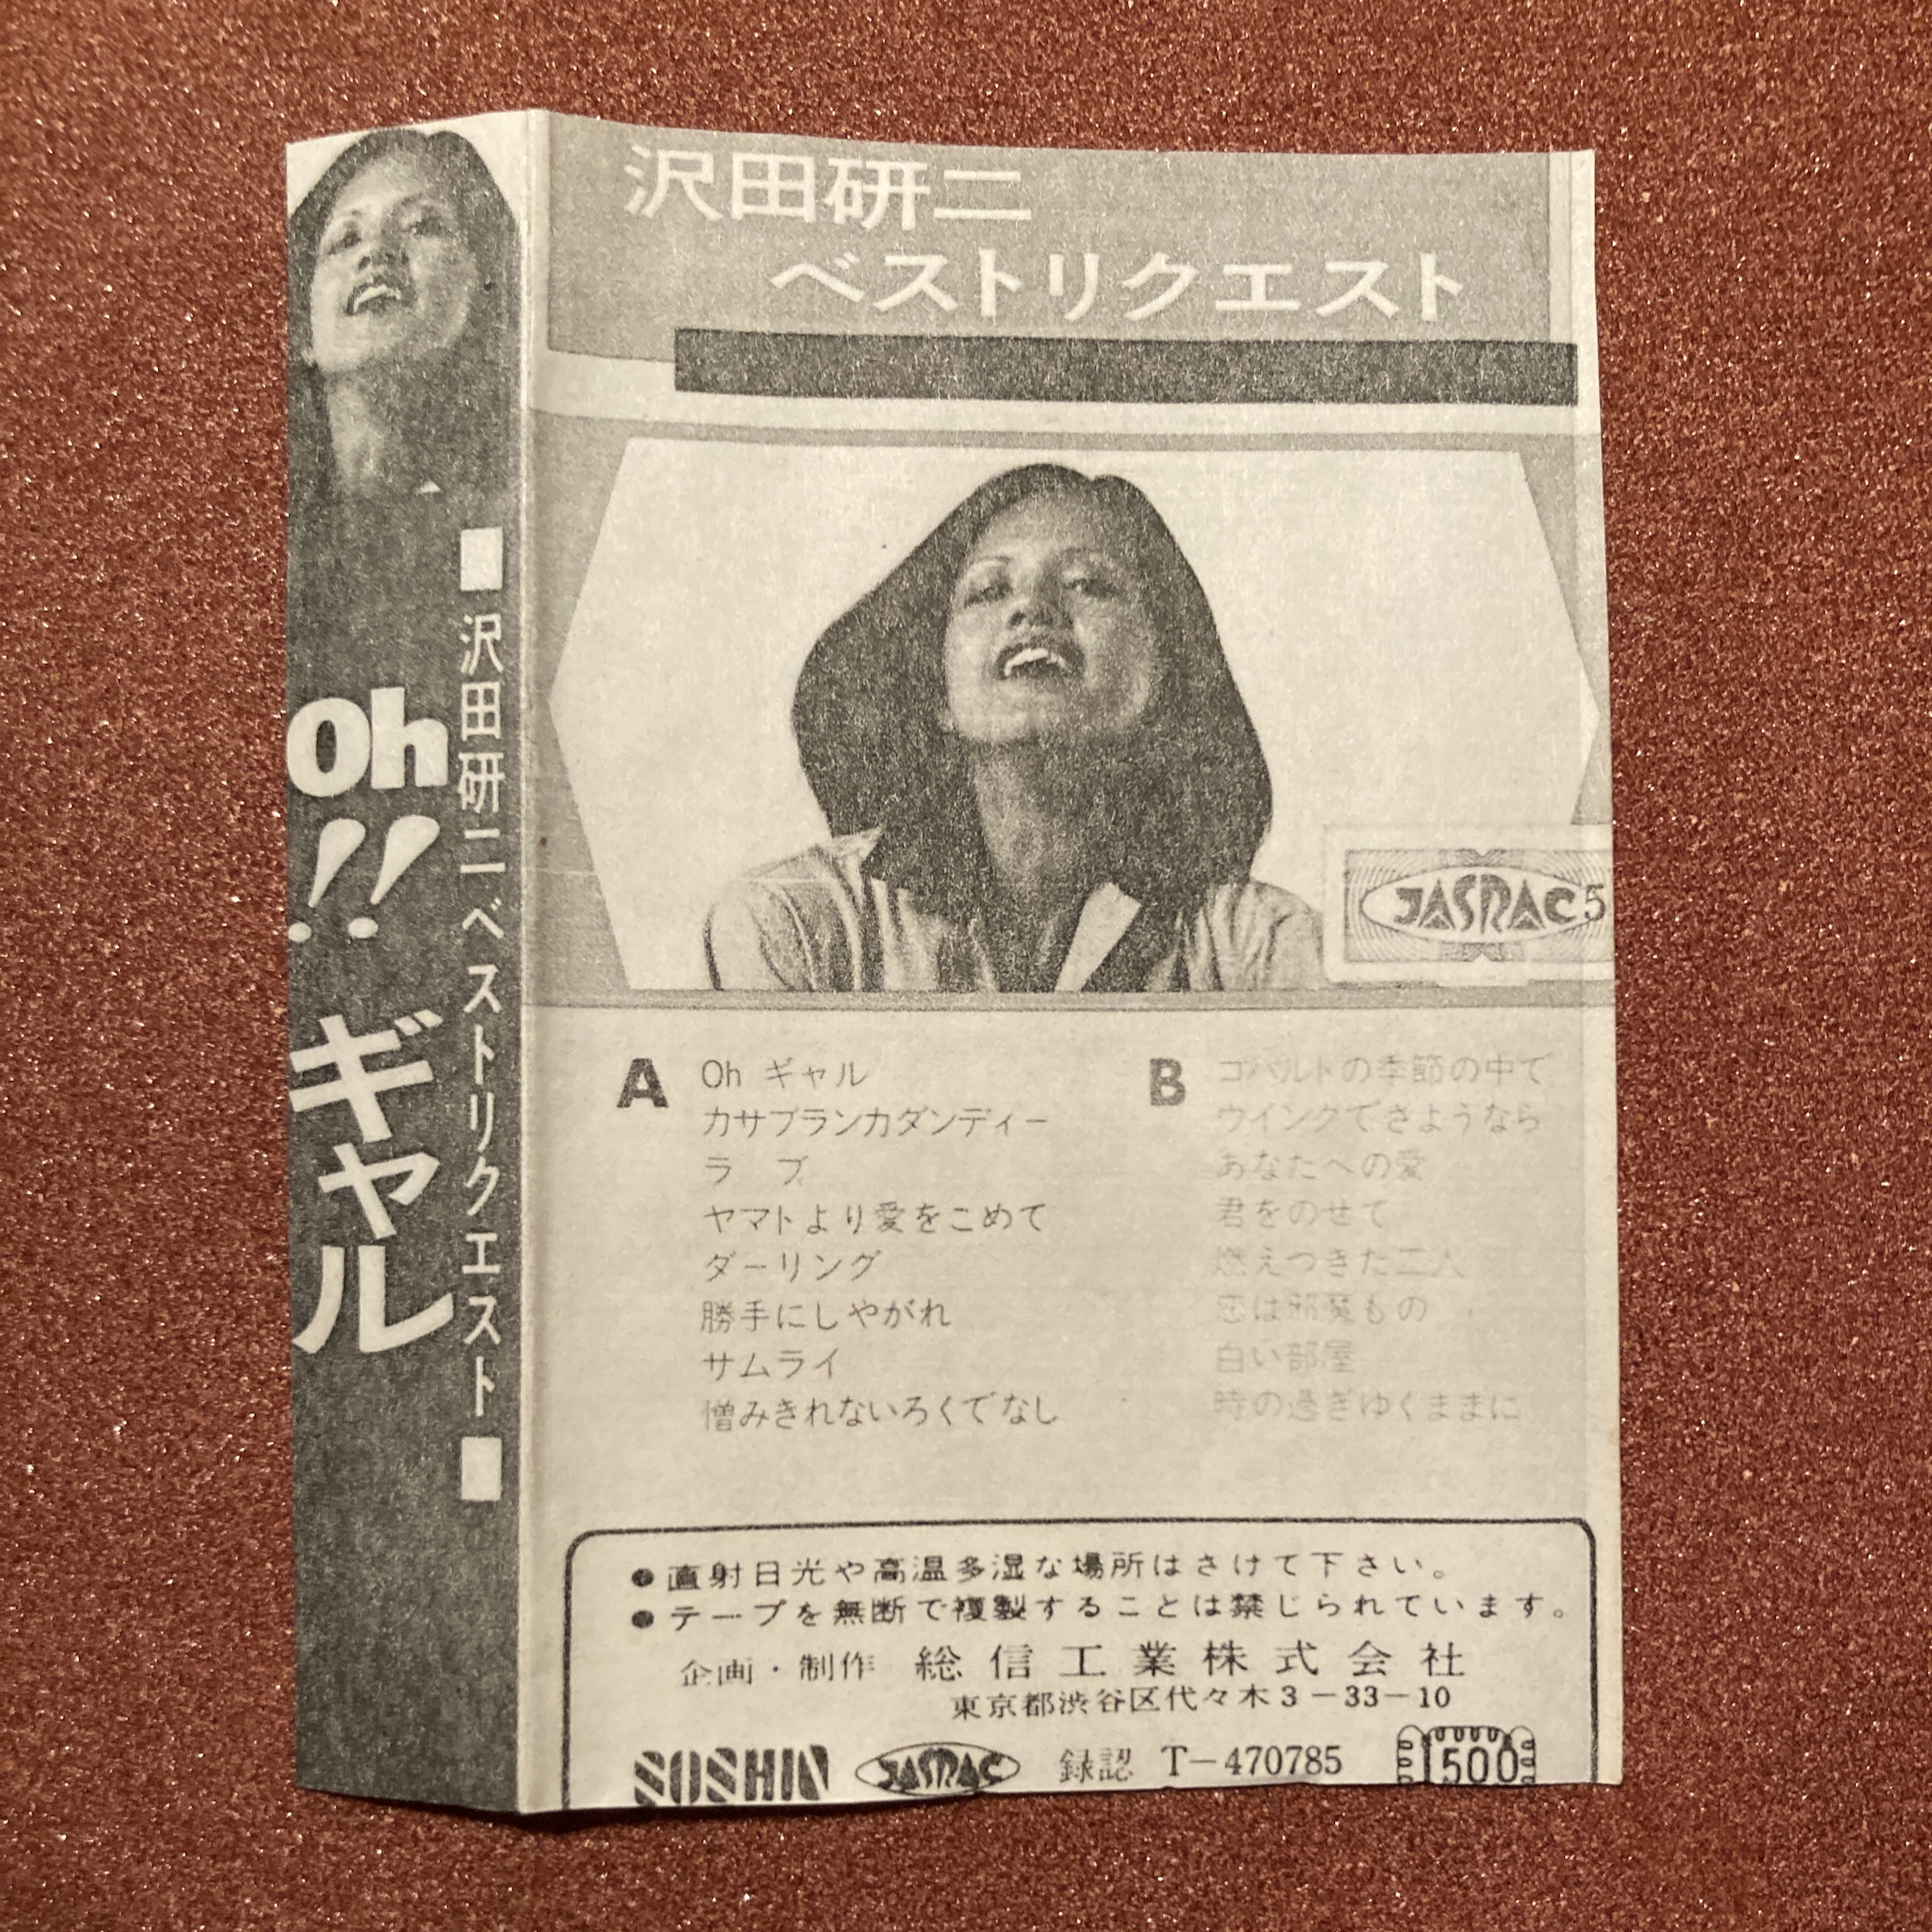 沢田研二
ベストリクエスト
■沢田研二ベストリクエスト■
Oh!! ギャル
JASRAC 5
A
Oh ギャル
カサブランカダンディー
ラブ
ヤマトより愛をこめて
ダーリング
勝手にしやがれ
サムライ
憎みきれないろくでなし
B
コバルトの季節の中で
ウインクでさようなら
あなたへの愛
君をのせて
燃えつきた二人
恋は邪魔もの
白い部屋
時の過ぎゆくままに
●直射日光や高温多湿な場所はさけて下さい。
●テープを無断で複製することは禁じられています。
企画・制作 総信工業株式会社
東京都渋谷区代々木3-33-10
SOSHIN JASRAC 録認 T-470785 1500